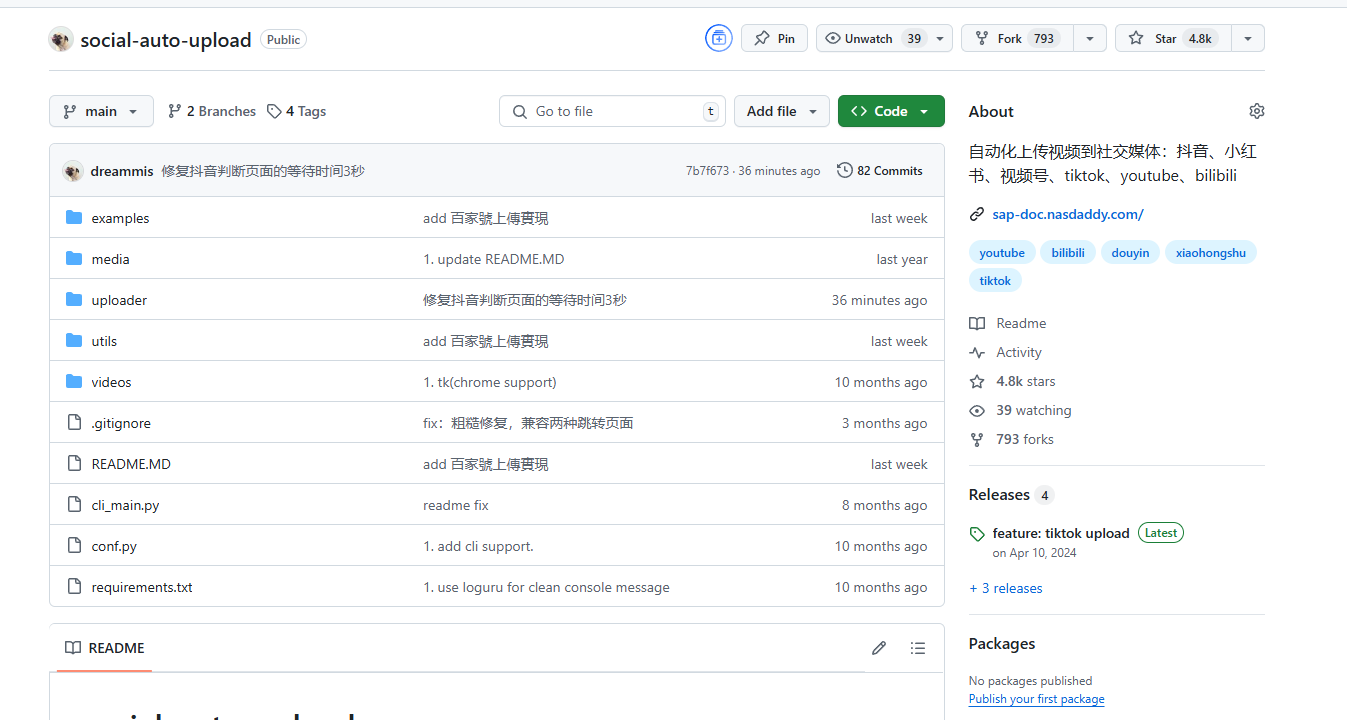 social-auto-upload Public Pin Unwatch 39 Fork 793 Star 4.8k
main 2 Branches 4 Tags Go to file t Add file Code
dreammis 修复抖音判断页面的等待时间3秒 7b7f673 · 36 minutes ago 82 Commits
examples add 百家號上傳實現 last week
media 1. update README.MD last year
uploader 修复抖音判断页面的等待时间3秒 36 minutes ago
utils add 百家號上傳實現 last week
videos 1. tk(chrome support) 10 months ago
.gitignore fix：粗糙修复，兼容两种跳转页面 3 months ago
README.MD add 百家號上傳實現 last week
cli_main.py readme fix 8 months ago
conf.py 1. add cli support. 10 months ago
requirements.txt 1. use loguru for clean console message 10 months ago
README
About
自动化上传视频到社交媒体：抖音、小红
书、视频号、tiktok、youtube、bilibili
sap-doc.nasdaddy.com/
youtube bilibili douyin xiaohongshu
tiktok
Readme
Activity
4.8k stars
39 watching
793 forks
Releases 4
feature: tiktok upload Latest
on Apr 10, 2024
+ 3 releases
Packages
No packages published
Publish your first package